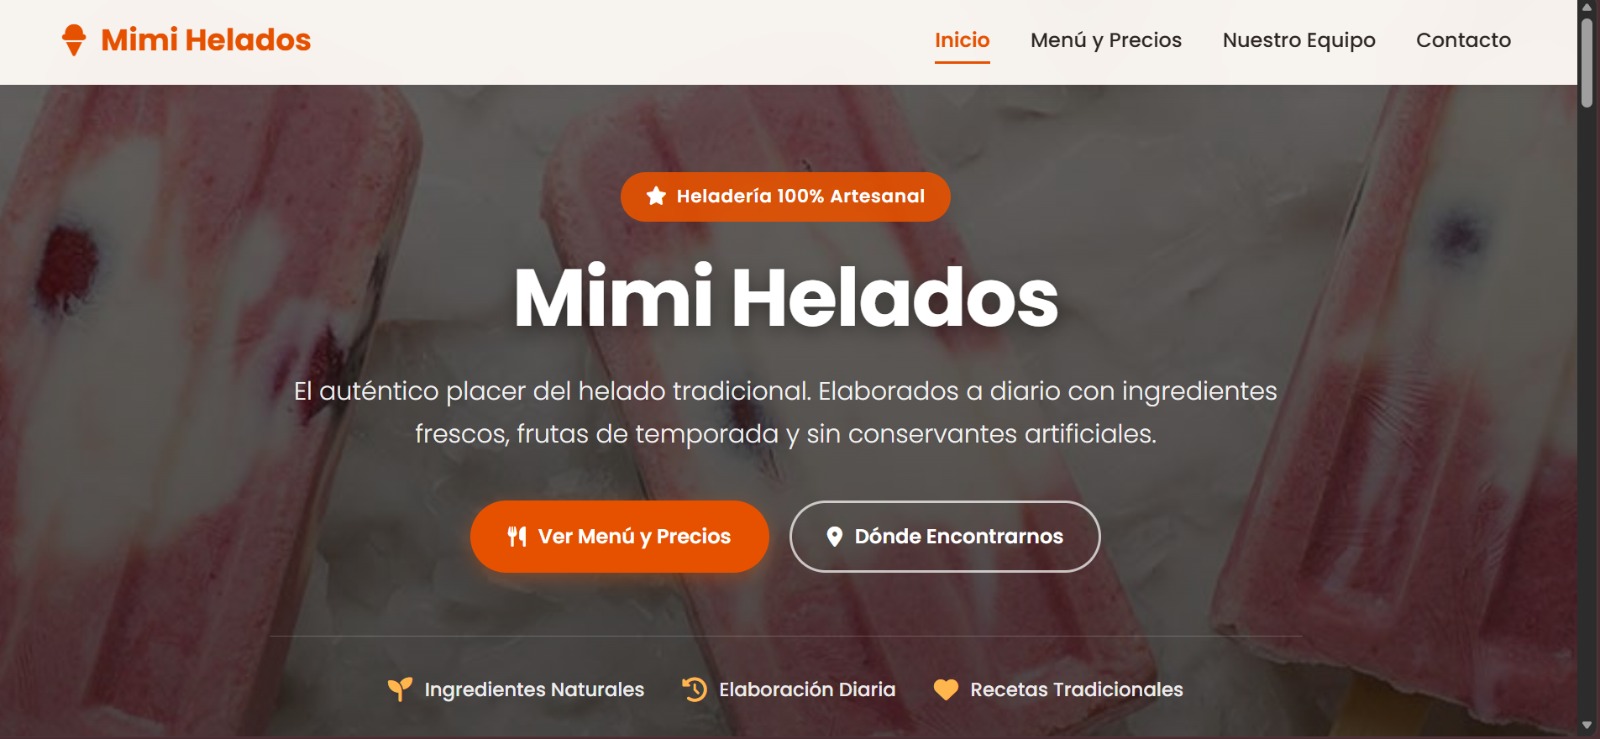 Mimi Helados
Inicio
Menú y Precios
Nuestro Equipo
Contacto
Heladería 100% Artesanal
Mimi Helados
El auténtico placer del helado tradicional. Elaborados a diario con ingredientes
frescos, frutas de temporada y sin conservantes artificiales.
Ver Menú y Precios
Dónde Encontrarnos
Ingredientes Naturales
Elaboración Diaria
Recetas Tradicionales